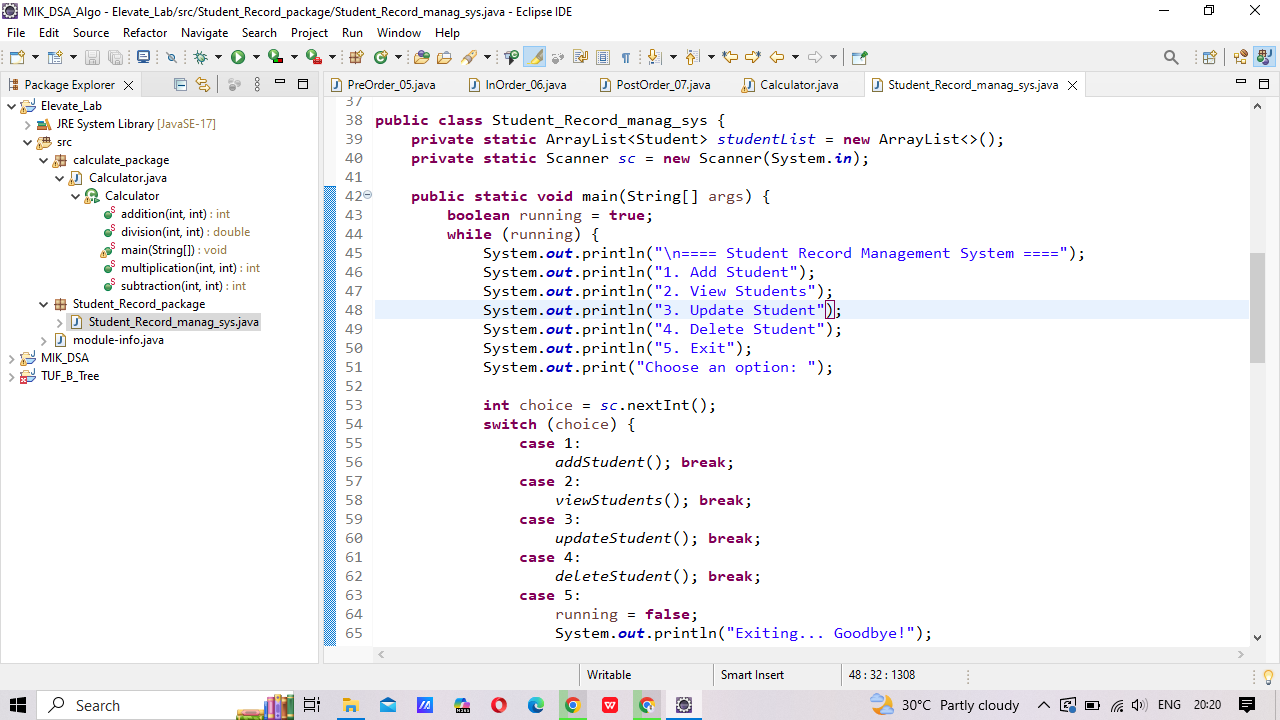 MIK_DSA_Algo - Elevate_Lab/src/Student_Record_package/Student_Record_manag_sys.java - Eclipse IDE
File Edit Source Refactor Navigate Search Project Run Window Help
Package Explorer
PreOrder_05.java InOrder_06.java PostOrder_07.java Calculator.java Student_Record_manag_sys.java
Elevate_Lab
JRE System Library [JavaSE-17]
src
calculate_package
Calculator.java
Calculator
addition(int, int) : int
division(int, int) : double
main(String[]) : void
multiplication(int, int) : int
subtraction(int, int) : int
Student_Record_package
Student_Record_manag_sys.java
module-info.java
MIK_DSA
TUF_B_Tree
37
38 public class Student_Record_manag_sys {
39 private static ArrayList<Student> studentList = new ArrayList<>();
40 private static Scanner sc = new Scanner(System.in);
41
42 public static void main(String[] args) {
43 boolean running = true;
44 while (running) {
45 System.out.println("\n==== Student Record Management System ====");
46 System.out.println("1. Add Student");
47 System.out.println("2. View Students");
48 System.out.println("3. Update Student");
49 System.out.println("4. Delete Student");
50 System.out.println("5. Exit");
51 System.out.print("Choose an option: ");
52
53 int choice = sc.nextInt();
54 switch (choice) {
55 case 1:
56 addStudent(); break;
57 case 2:
58 viewStudents(); break;
59 case 3:
60 updateStudent(); break;
61 case 4:
62 deleteStudent(); break;
63 case 5:
64 running = false;
65 System.out.println("Exiting... Goodbye!");
Writable Smart Insert 48 : 32 : 1308
Search 30°C Partly cloudy ENG 20:20